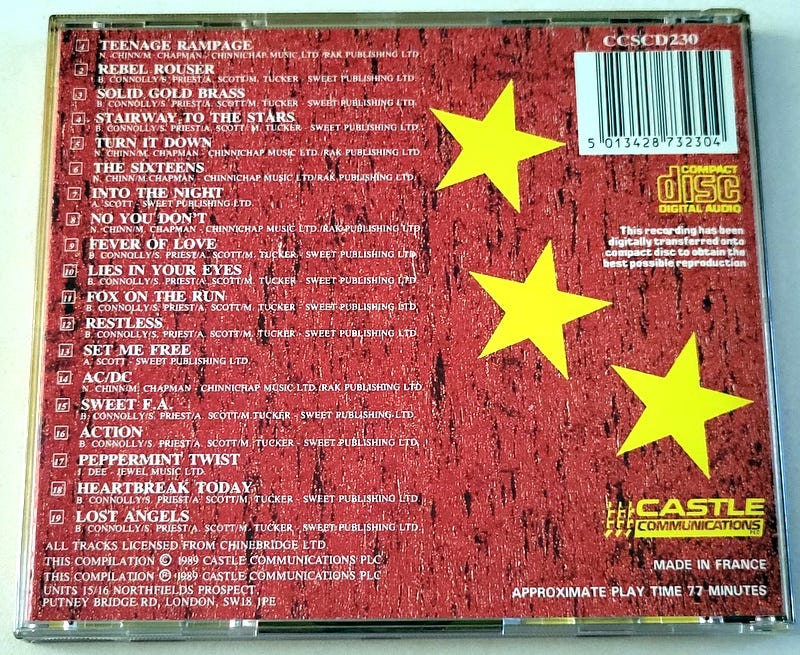 1 TEENAGE RAMPAGE
N. CHINN/M. CHAPMAN - CHINNICHAP MUSIC LTD./RAK PUBLISHING LTD.
2 REBEL ROUSER
B. CONNOLLY/S. PRIEST/A. SCOTT/M. TUCKER - SWEET PUBLISHING LTD.
3 SOLID GOLD BRASS
B. CONNOLLY/S. PRIEST/A. SCOTT/M. TUCKER - SWEET PUBLISHING LTD.
4 STAIRWAY TO THE STARS
B. CONNOLLY/S. PRIEST/A. SCOTT/ M. TUCKER - SWEET PUBLISHING LTD.
5 TURN IT DOWN
N. CHINN/M. CHAPMAN - CHINNICHAP MUSIC LTD./RAK PUBLISHING LTD.
6 THE SIXTEENS
N. CHINN/M.CHAPMAN - CHINNICHAP MUSIC LTD./RAK PUBLISHING LTD.
7 INTO THE NIGHT
A. SCOTT - SWEET PUBLISHING LTD.
8 NO YOU DON'T
N. CHINN/M. CHAPMAN - CHINNICHAP MUSIC LTD./RAK PUBLISHING LTD.
9 FEVER OF LOVE
B. CONNOLLY/S. PRIEST/A. SCOTT/M. TUCKER - SWEET PUBLISHING LTD.
10 LIES IN YOUR EYES
B. CONNOLLY/S. PRIEST/A. SCOTT/M. TUCKER - SWEET PUBLISHING LTD.
11 FOX ON THE RUN
B. CONNOLLY/S. PRIEST/A. SCOTT/M. TUCKER - SWEET PUBLISHING LTD.
12 RESTLESS
B. CONNOLLY/S. PRIEST/A. SCOTT/M. TUCKER - SWEET PUBLISHING LTD.
13 SET ME FREE
A. SCOTT - SWEET PUBLISHING LTD.
14 AC/DC
N. CHINN/M. CHAPMAN - CHINNICHAP MUSIC LTD./RAK PUBLISHING LTD.
15 SWEET F.A.
B. CONNOLLY/S. PRIEST/A. SCOTT/M. TUCKER - SWEET PUBLISHING LTD.
16 ACTION
B. CONNOLLY/S. PRIEST/A. SCOTT/M. TUCKER - SWEET PUBLISHING LTD.
17 PEPPERMINT TWIST
J. DEE - JEWEL MUSIC LTD.
18 HEARTBREAK TODAY
B. CONNOLLY/S. PRIEST/A. SCOTT/M. TUCKER - SWEET PUBLISHING LTD.
19 LOST ANGELS
B. CONNOLLY/S. PRIEST/A. SCOTT/M. TUCKER - SWEET PUBLISHING LTD.
ALL TRACKS LICENSED FROM CHINEBRIDGE LTD
THIS COMPILATION © 1989 CASTLE COMMUNICATIONS PLC
THIS COMPILATION ℗ 1989 CASTLE COMMUNICATIONS PLC
UNITS 15/16 NORTHFIELDS PROSPECT,
PUTNEY BRIDGE RD, LONDON, SW18 1PE
CCSCD230
5 013428 732304
COMPACT
disc
DIGITAL AUDIO
This recording has been
digitally transferred onto
compact disc to obtain the
best possible reproduction
CASTLE
COMMUNICATIONS
PLC
MADE IN FRANCE
APPROXIMATE PLAY TIME 77 MINUTES